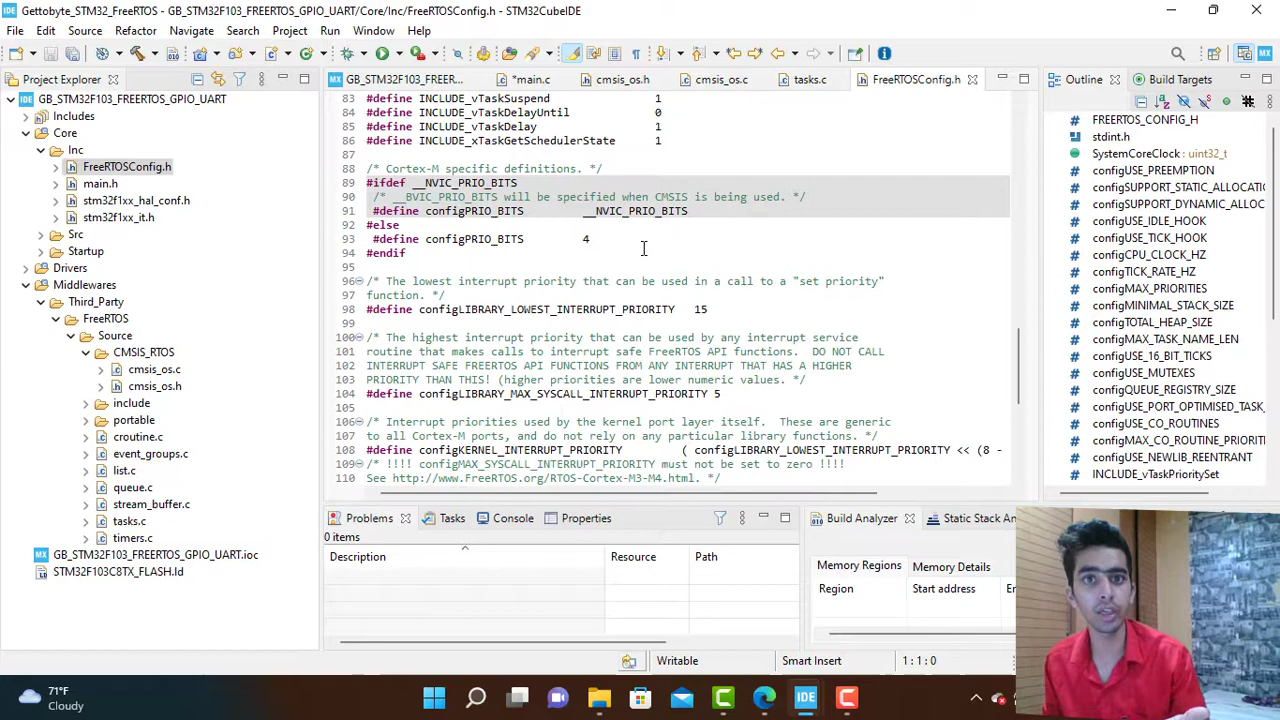 Gettobyte_STM32_FreeRTOS - GB_STM32F103_FREERTOS_GPIO_UART/Core/Inc/FreeRTOSConfig.h - STM32CubeIDE
File Edit Source Refactor Navigate Search Project Run Window Help
Project Explorer
GB_STM32F103_FREER...
*main.c
cmsis_os.h
cmsis_os.c
tasks.c
FreeRTOSConfig.h
Outline
Build Targets
GB_STM32F103_FREERTOS_GPIO_UART
Includes
Core
Inc
FreeRTOSConfig.h
main.h
stm32f1xx_hal_conf.h
stm32f1xx_it.h
Src
Startup
Drivers
Middlewares
Third_Party
FreeRTOS
Source
CMSIS_RTOS
cmsis_os.c
cmsis_os.h
include
portable
croutine.c
event_groups.c
list.c
queue.c
stream_buffer.c
tasks.c
timers.c
GB_STM32F103_FREERTOS_GPIO_UART.ioc
STM32F103C8TX_FLASH.ld
83 #define INCLUDE_vTaskSuspend 1
84 #define INCLUDE_vTaskDelayUntil 0
85 #define INCLUDE_vTaskDelay 1
86 #define INCLUDE_xTaskGetSchedulerState 1
87
88 /* Cortex-M specific definitions. */
89 #ifdef __NVIC_PRIO_BITS
90 /* __BVIC_PRIO_BITS will be specified when CMSIS is being used. */
91 #define configPRIO_BITS __NVIC_PRIO_BITS
92 #else
93 #define configPRIO_BITS 4
94 #endif
95
96 /* The lowest interrupt priority that can be used in a call to a "set priority"
97 function. */
98 #define configLIBRARY_LOWEST_INTERRUPT_PRIORITY 15
99
100 /* The highest interrupt priority that can be used by any interrupt service
101 routine that makes calls to interrupt safe FreeRTOS API functions. DO NOT CALL
102 INTERRUPT SAFE FREERTOS API FUNCTIONS FROM ANY INTERRUPT THAT HAS A HIGHER
103 PRIORITY THAN THIS! (higher priorities are lower numeric values. */
104 #define configLIBRARY_MAX_SYSCALL_INTERRUPT_PRIORITY 5
105
106 /* Interrupt priorities used by the kernel port layer itself. These are generic
107 to all Cortex-M ports, and do not rely on any particular library functions. */
108 #define configKERNEL_INTERRUPT_PRIORITY ( configLIBRARY_LOWEST_INTERRUPT_PRIORITY << (8 -
109 /* !!!! configMAX_SYSCALL_INTERRUPT_PRIORITY must not be set to zero !!!!
110 See http://www.FreeRTOS.org/RTOS-Cortex-M3-M4.html. */
FREERTOS_CONFIG_H
stdint.h
SystemCoreClock : uint32_t
configUSE_PREEMPTION
configSUPPORT_STATIC_ALLOCATI
configSUPPORT_DYNAMIC_ALLOC
configUSE_IDLE_HOOK
configUSE_TICK_HOOK
configCPU_CLOCK_HZ
configTICK_RATE_HZ
configMAX_PRIORITIES
configMINIMAL_STACK_SIZE
configTOTAL_HEAP_SIZE
configMAX_TASK_NAME_LEN
configUSE_16_BIT_TICKS
configUSE_MUTEXES
configQUEUE_REGISTRY_SIZE
configUSE_PORT_OPTIMISED_TASK_
configUSE_CO_ROUTINES
configMAX_CO_ROUTINE_PRIORITI
configUSE_NEWLIB_REENTRANT
INCLUDE_vTaskPrioritySet
Problems Tasks Console Properties
0 items
Description Resource Path
Build Analyzer Static Stack An
Memory Regions Memory Details
Region Start address En
Writable Smart Insert 1 : 1 : 0
71°F
Cloudy
IDE